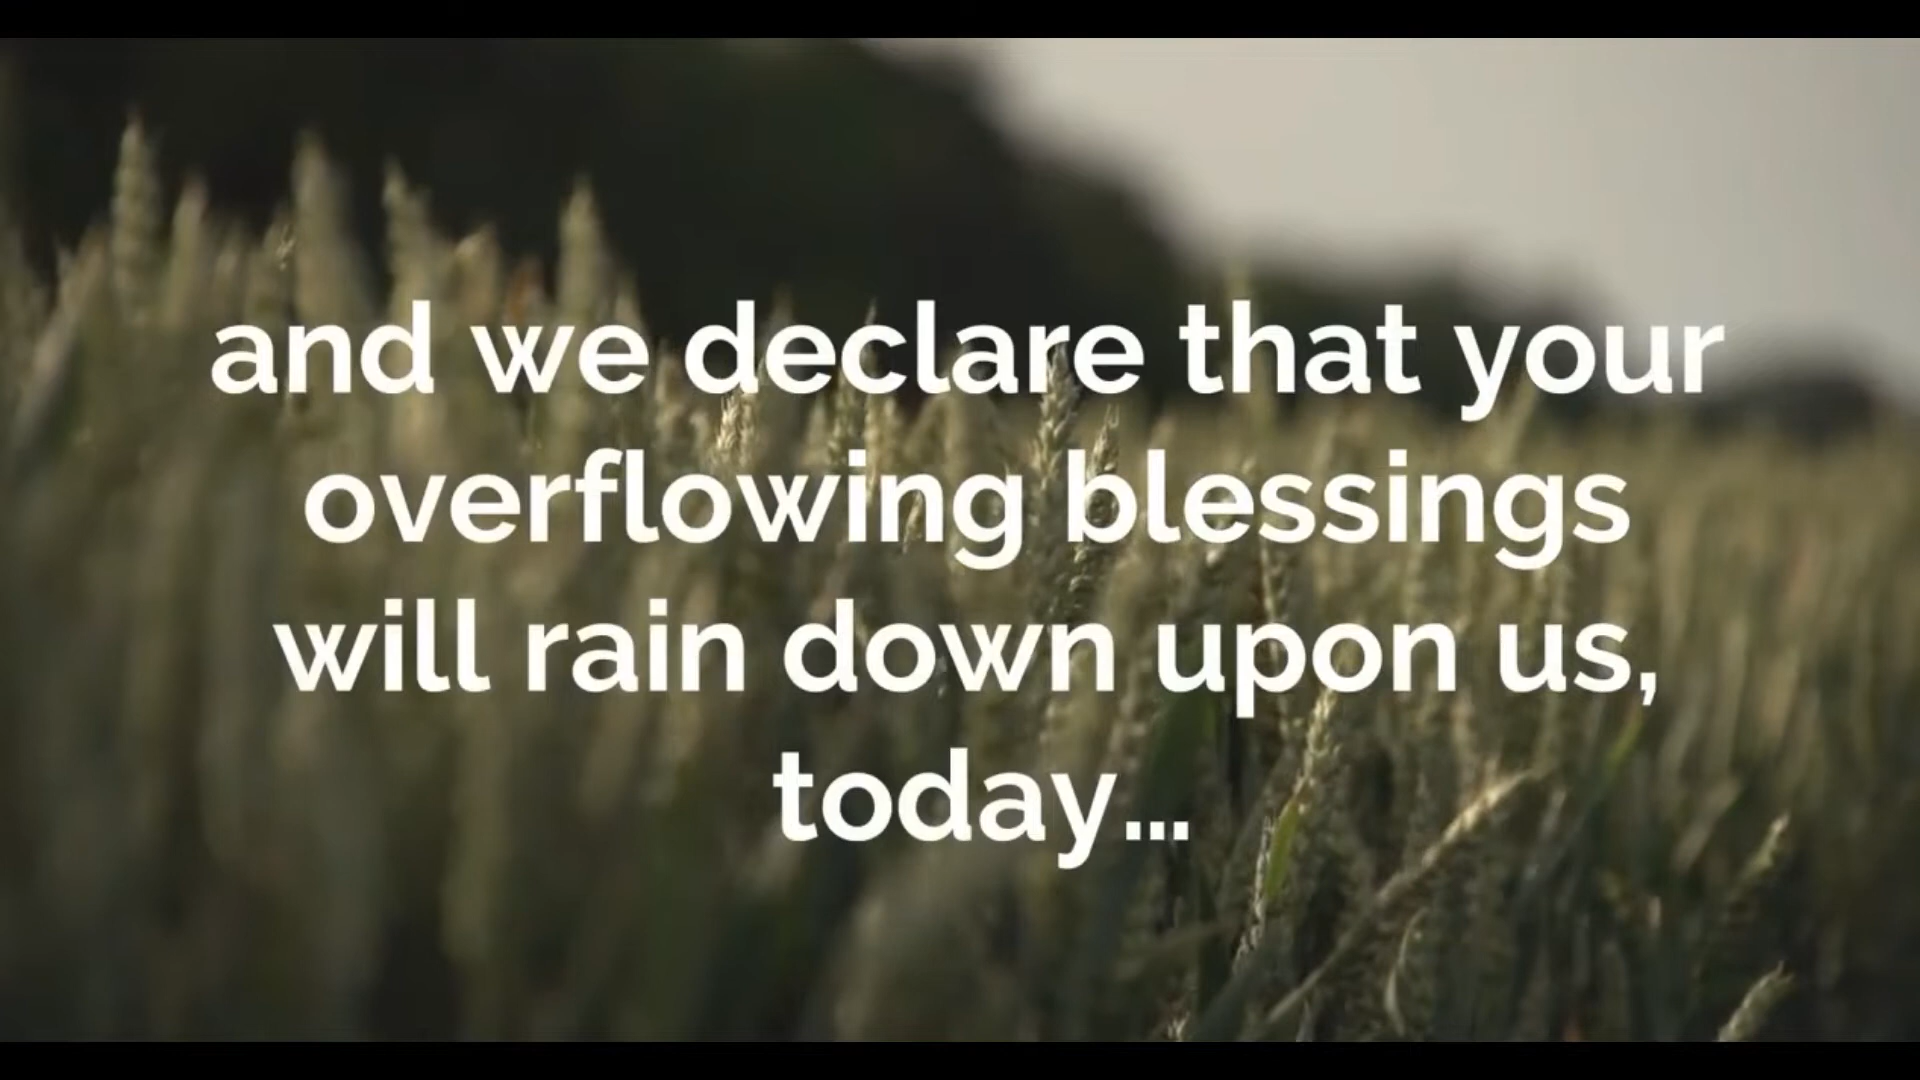 and we declare that your
overflowing blessings
will rain down upon us,
today...